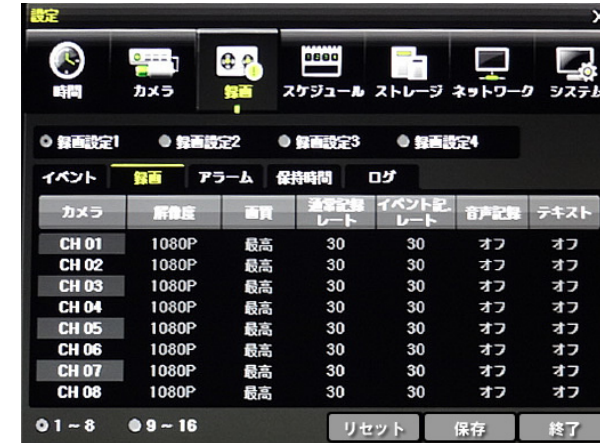 設定 X
時間 カメラ 録画 スケジュール ストレージ ネットワーク システム
録画設定1 録画設定2 録画設定3 録画設定4
イベント 録画 アラーム 保持時間 ログ
カメラ 解像度 画質 通常記録レート イベント記.レート 音声記録 テキスト
CH 01 1080P 最高 30 30 オフ オフ
CH 02 1080P 最高 30 30 オフ オフ
CH 03 1080P 最高 30 30 オフ オフ
CH 04 1080P 最高 30 30 オフ オフ
CH 05 1080P 最高 30 30 オフ オフ
CH 06 1080P 最高 30 30 オフ オフ
CH 07 1080P 最高 30 30 オフ オフ
CH 08 1080P 最高 30 30 オフ オフ
1 ~ 8 9 ~ 16 リセット 保存 終了